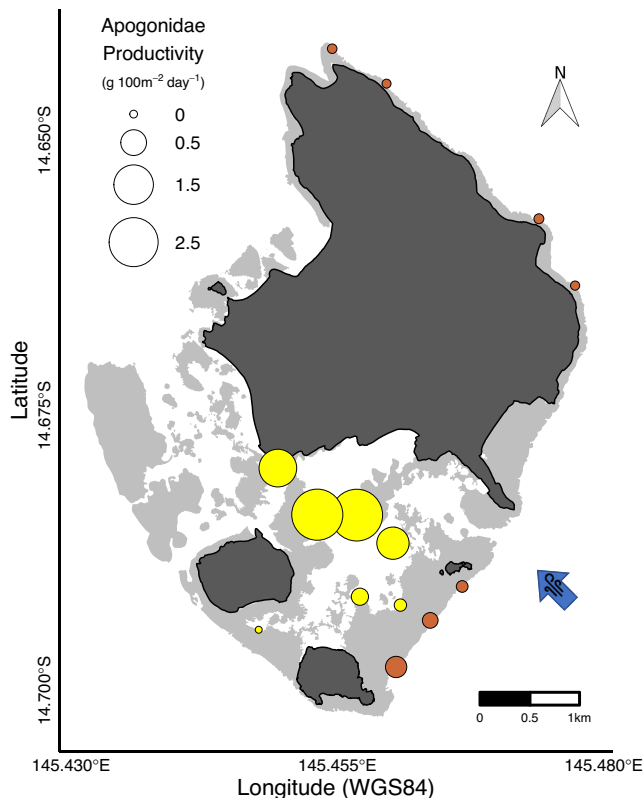 Apogonidae
Productivity
(g 100m⁻² day⁻¹)
0
0.5
1.5
2.5
N
14.650°S
14.675°S
14.700°S
Latitude
0 0.5 1km
145.430°E 145.455°E 145.480°E
Longitude (WGS84)